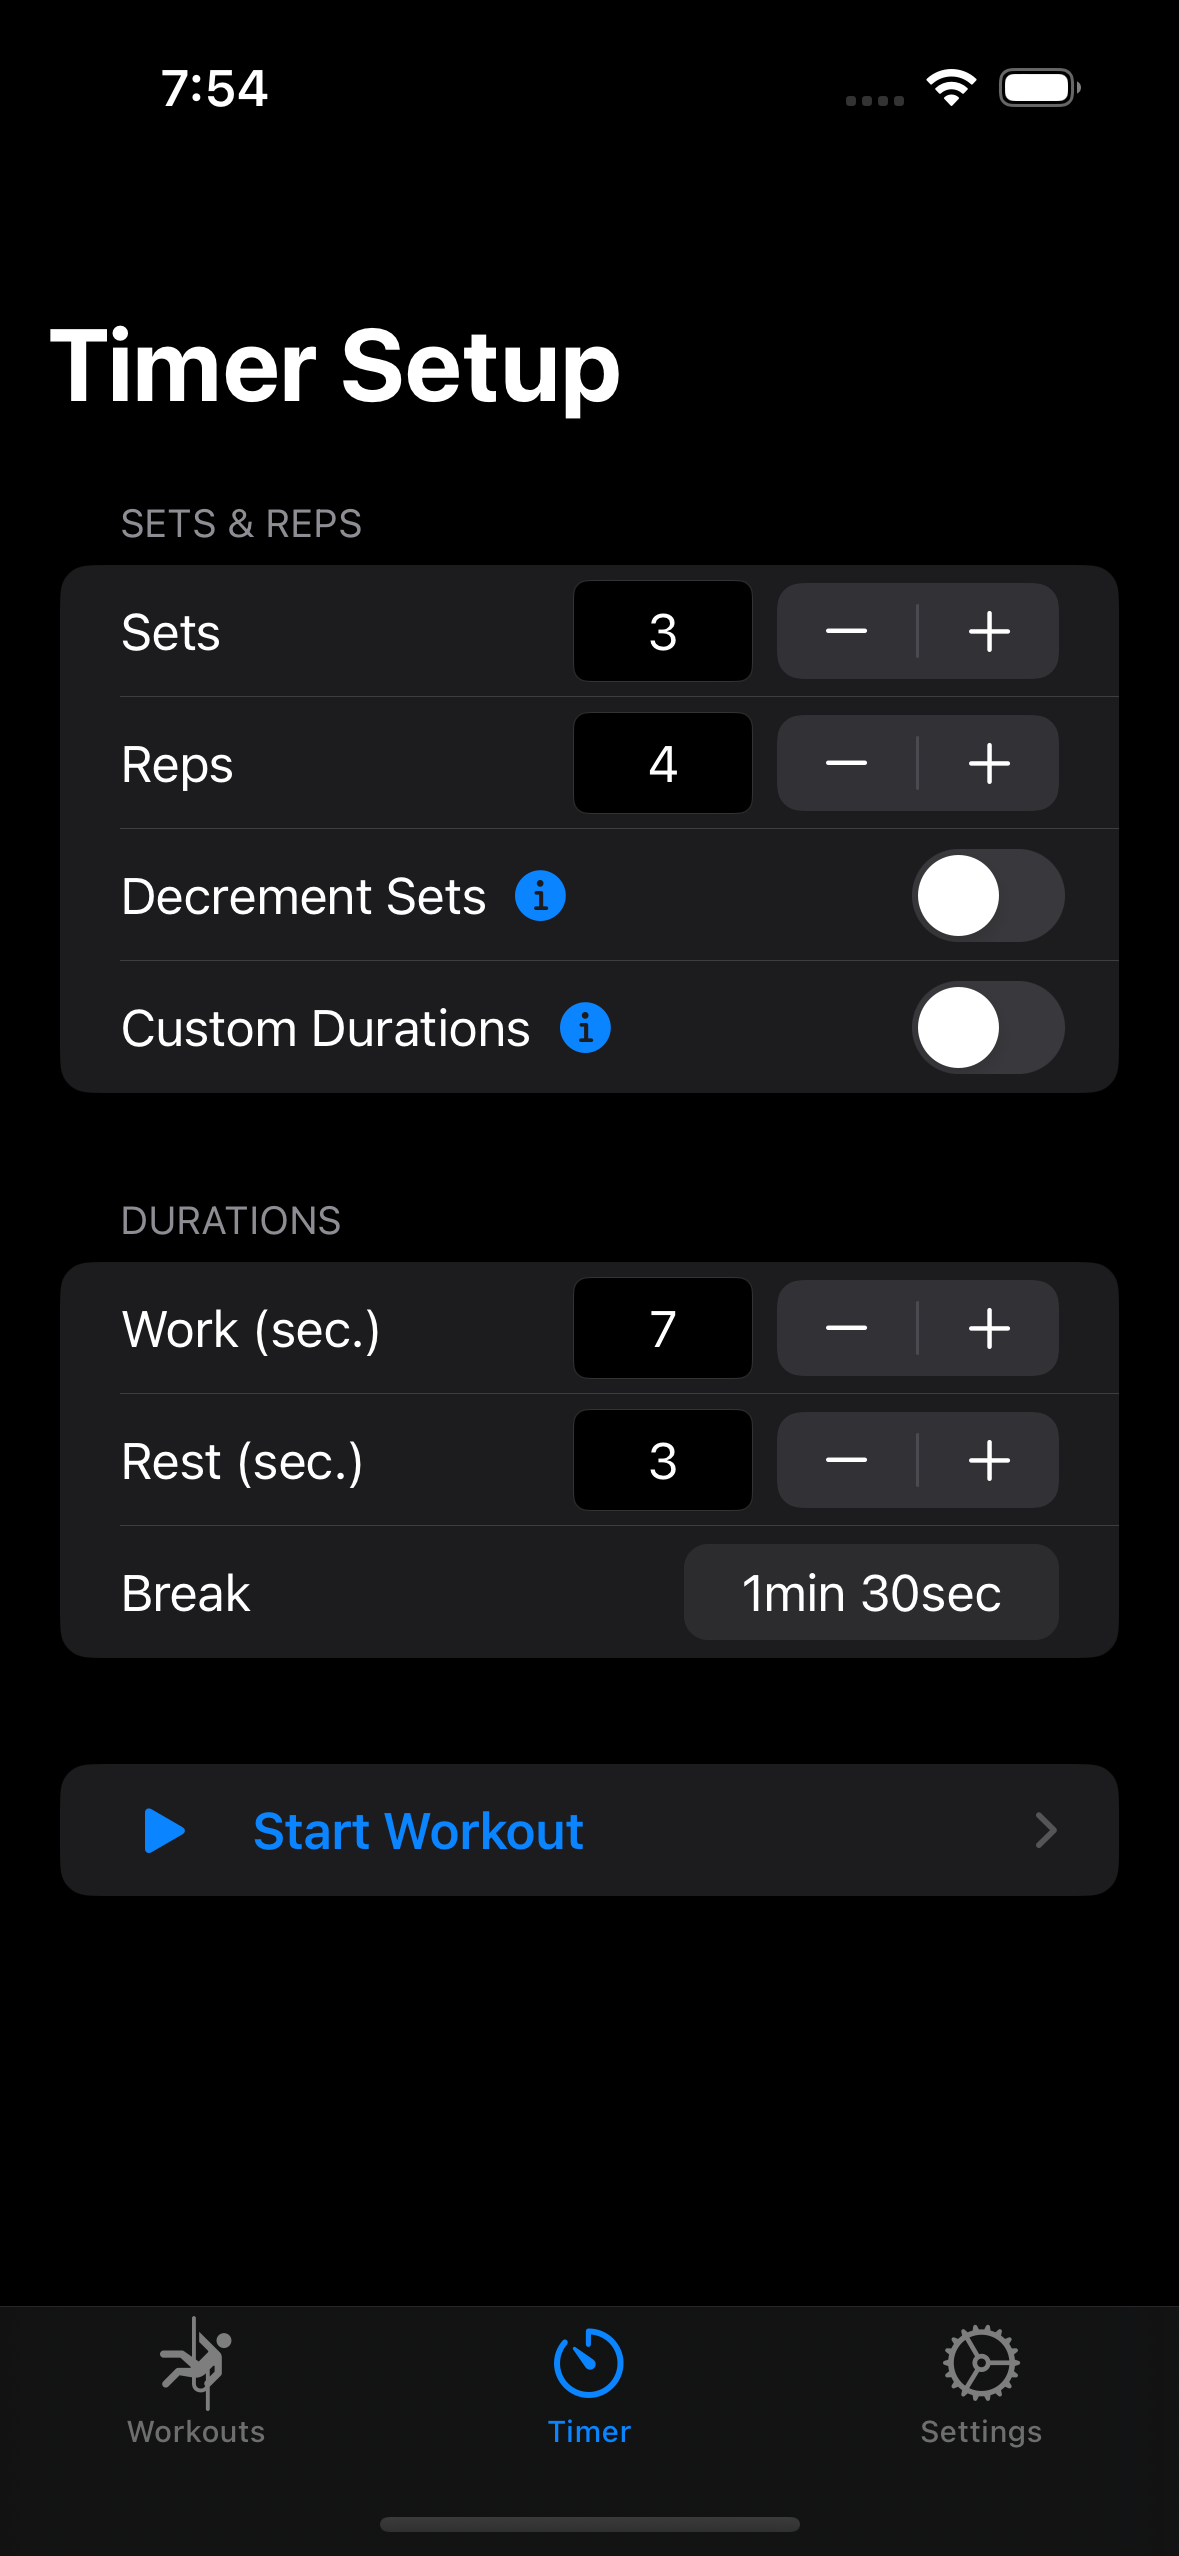 7:54
Timer Setup
SETS & REPS
Sets 3
Reps 4
Decrement Sets
Custom Durations
DURATIONS
Work (sec.) 7
Rest (sec.) 3
Break 1min 30sec
Start Workout
Workouts Timer Settings